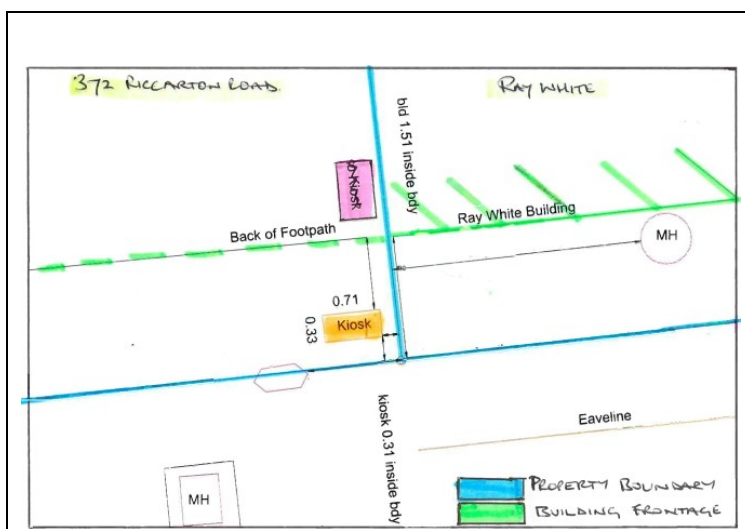 372 RICCARTON ROAD
RAY WHITE
bld 1.51 inside bdy
Kiosk
Ray White Building
Back of Footpath
MH
0.71
Kiosk
0.33
kiosk 0.31 inside bdy
Eaveline
MH
PROPERTY BOUNDARY
BUILDING FRONTAGE